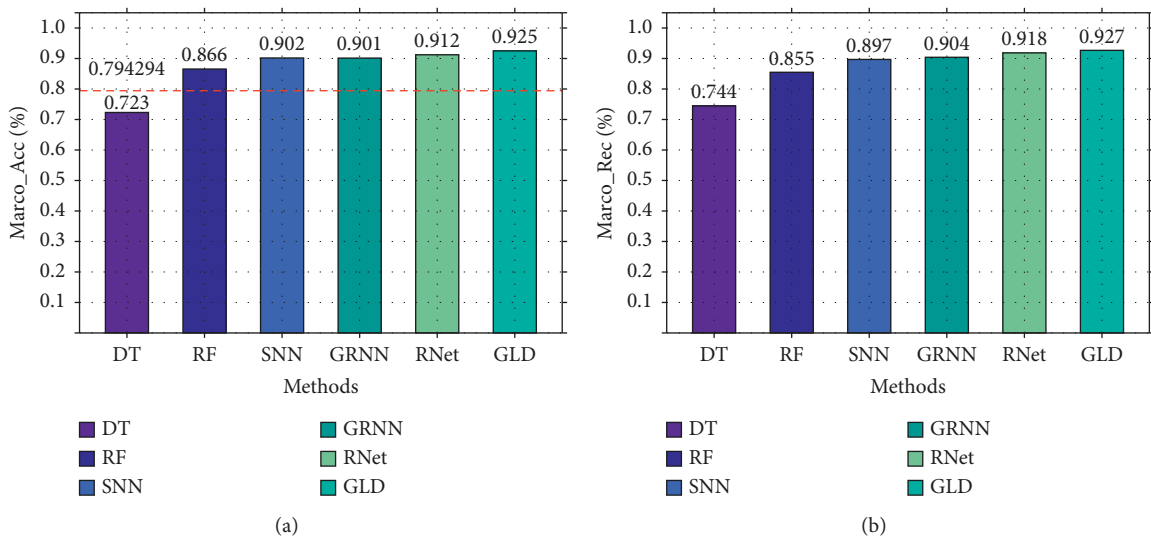 1.0
0.9
0.8
0.7
0.6
0.5
0.4
0.3
0.2
0.1
Marco_Acc (%)
0.794294
0.723
0.866
0.902
0.901
0.912
0.925
DT RF SNN GRNN RNet GLD
Methods
DT
RF
SNN
GRNN
RNet
GLD
(a)
1.0
0.9
0.8
0.7
0.6
0.5
0.4
0.3
0.2
0.1
Marco_Rec (%)
0.744
0.855
0.897
0.904
0.918
0.927
DT RF SNN GRNN RNet GLD
Methods
DT
RF
SNN
GRNN
RNet
GLD
(b)